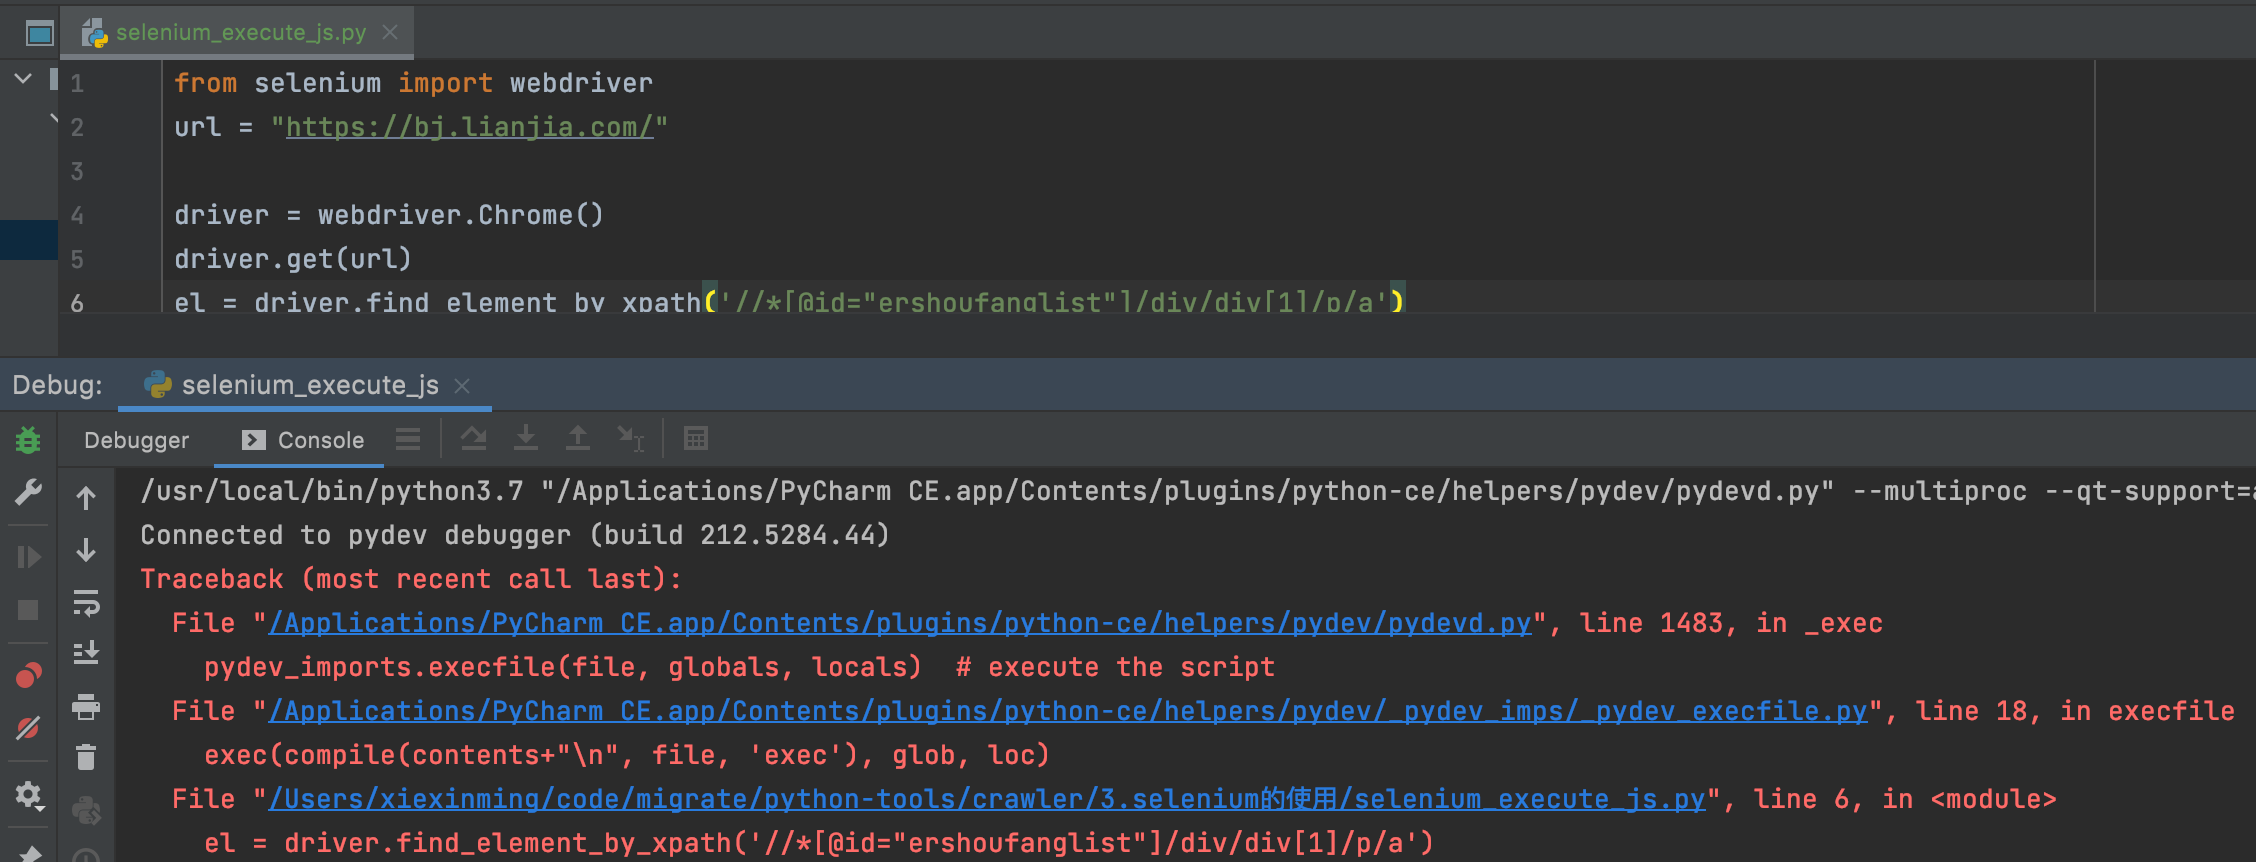 selenium_execute_js.py
1 from selenium import webdriver
2 url = "https://bj.lianjia.com/"
3
4 driver = webdriver.Chrome()
5 driver.get(url)
6 el = driver.find_element_by_xpath('//*[@id="ershoufanglist"]/div/div[1]/p/a')
Debug: selenium_execute_js
Debugger Console
/usr/local/bin/python3.7 "/Applications/PyCharm CE.app/Contents/plugins/python-ce/helpers/pydev/pydevd.py" --multiproc --qt-support=a
Connected to pydev debugger (build 212.5284.44)
Traceback (most recent call last):
File "/Applications/PyCharm CE.app/Contents/plugins/python-ce/helpers/pydev/pydevd.py", line 1483, in _exec
pydev_imports.execfile(file, globals, locals)  # execute the script
File "/Applications/PyCharm CE.app/Contents/plugins/python-ce/helpers/pydev/_pydev_imps/_pydev_execfile.py", line 18, in execfile
exec(compile(contents+"\n", file, 'exec'), glob, loc)
File "/Users/xiexinming/code/migrate/python-tools/crawler/3.selenium的使用/selenium_execute_js.py", line 6, in <module>
el = driver.find_element_by_xpath('//*[@id="ershoufanglist"]/div/div[1]/p/a')